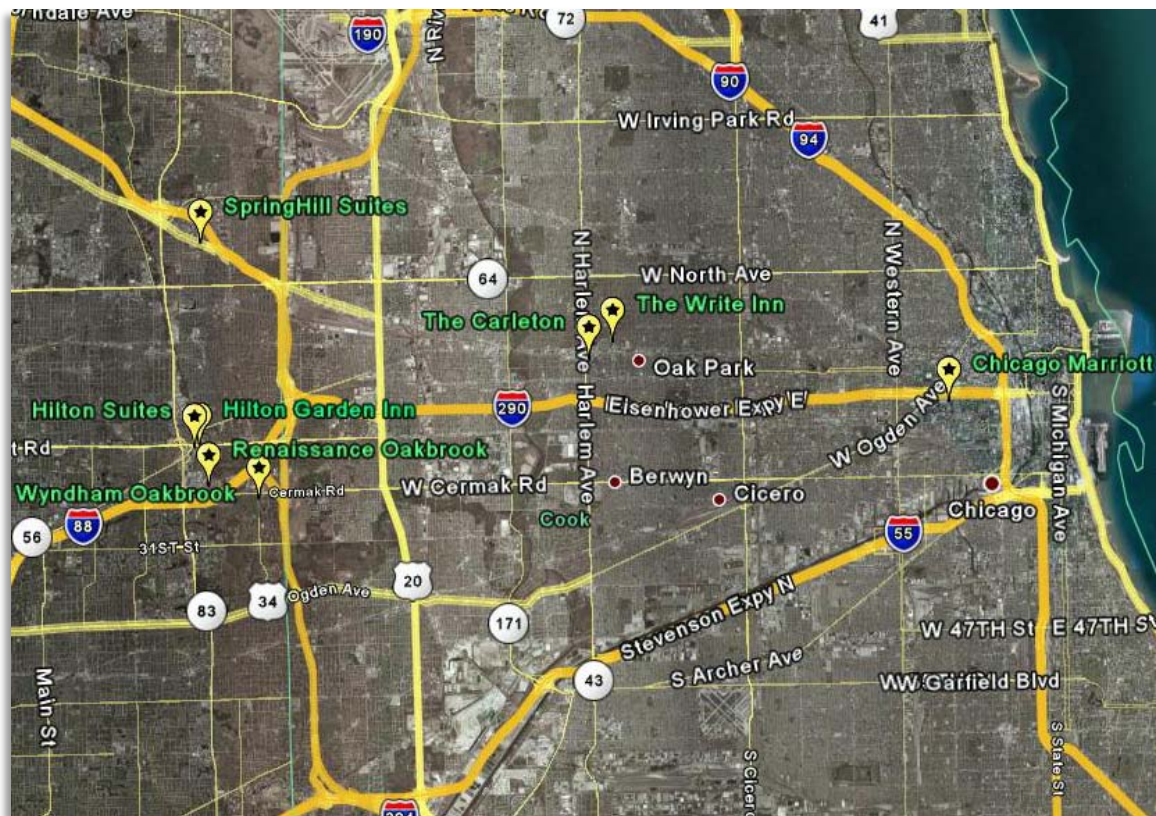 72
41
190
N Riv
90
W Irving Park Rd
94
SpringHill Suites
N Harlem Ave
N Western Ave
W North Ave
64
The Write Inn
The Carleton
Oak Park
Chicago Marriott
Hilton Suites
Hilton Garden Inn
290
Eisenhower Expy E
W Ogden Ave
S Michigan Ave
t Rd
Renaissance Oakbrook
Harlem Ave
Wyndham Oakbrook
Cermak Rd
W Cermak Rd
Berwyn
Cicero
Chicago
Cook
88
56
55
31ST St
20
Ogden Ave
34
83
171
Stevenson Expy N
W 47TH St
E 47TH S
S Archer Ave
43
W Garfield Blvd
Main St
S State St
S Cicero